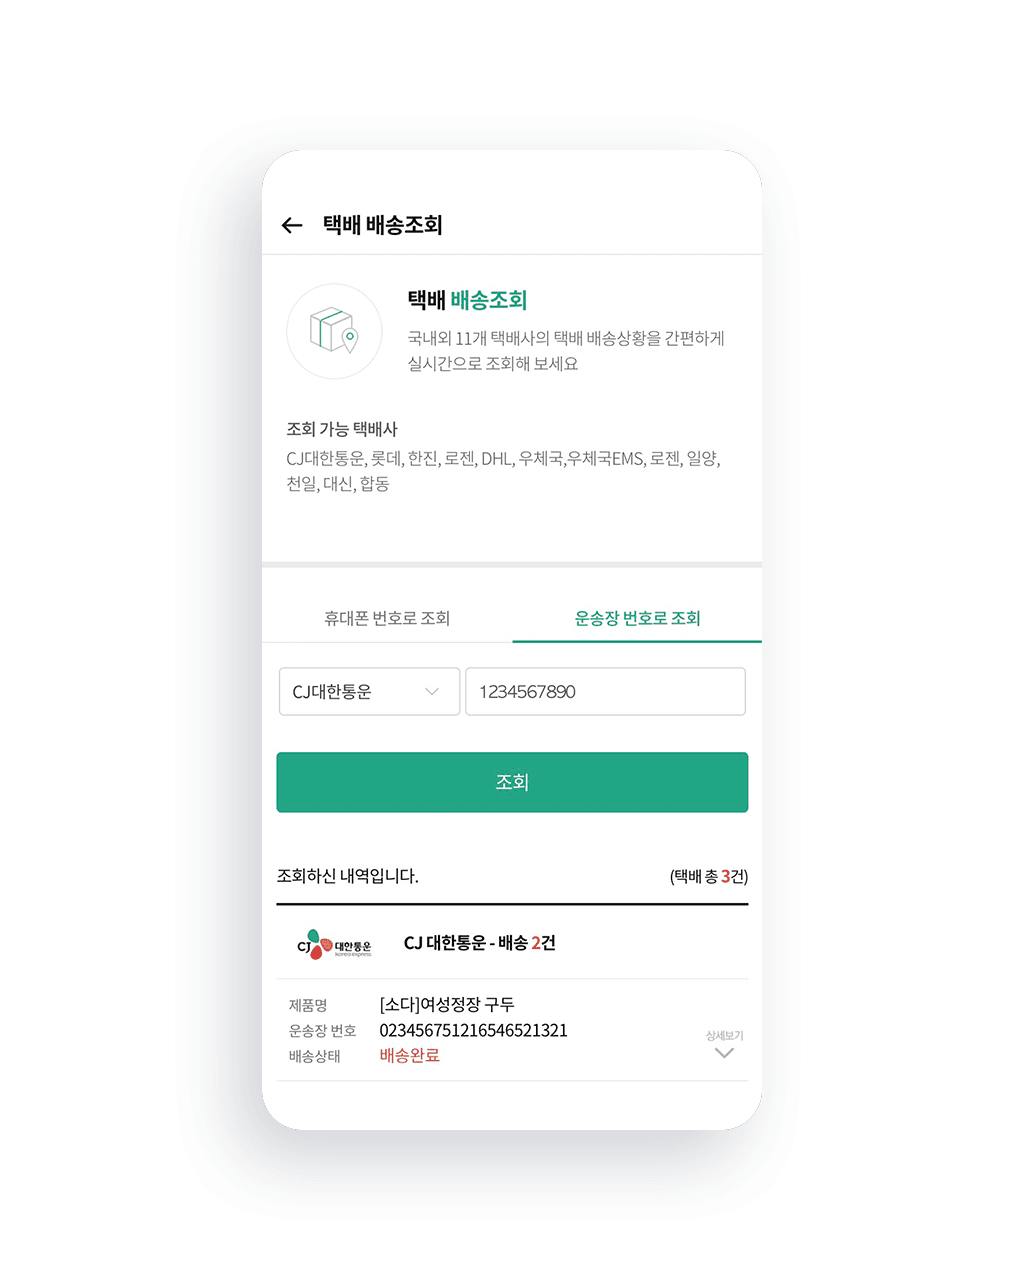 택배 배송조회
택배 배송조회
국내외 11개 택배사의 택배 배송상황을 간편하게
실시간으로 조회해 보세요
조회 가능 택배사
CJ대한통운, 롯데, 한진, 로젠, DHL, 우체국,우체국EMS, 로젠, 일양,
천일, 대신, 합동
휴대폰 번호로 조회 운송장 번호로 조회
CJ대한통운 1234567890
조회
조회하신 내역입니다. (택배 총 3건)
CJ 대한통운 CJ 대한통운 - 배송 2건
korea express
제품명 [소다]여성정장 구두
운송장 번호 023456751216546521321
상세보기
배송상태 배송완료